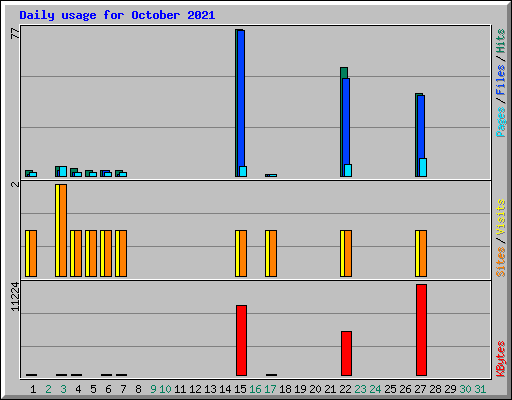 Daily usage for October 2021
77
2
11224
Pages / Files / Hits
Sites / Visits
KBytes
1 2 3 4 5 6 7 8 9 10 11 12 13 14 15 16 17 18 19 20 21 22 23 24 25 26 27 28 29 30 31